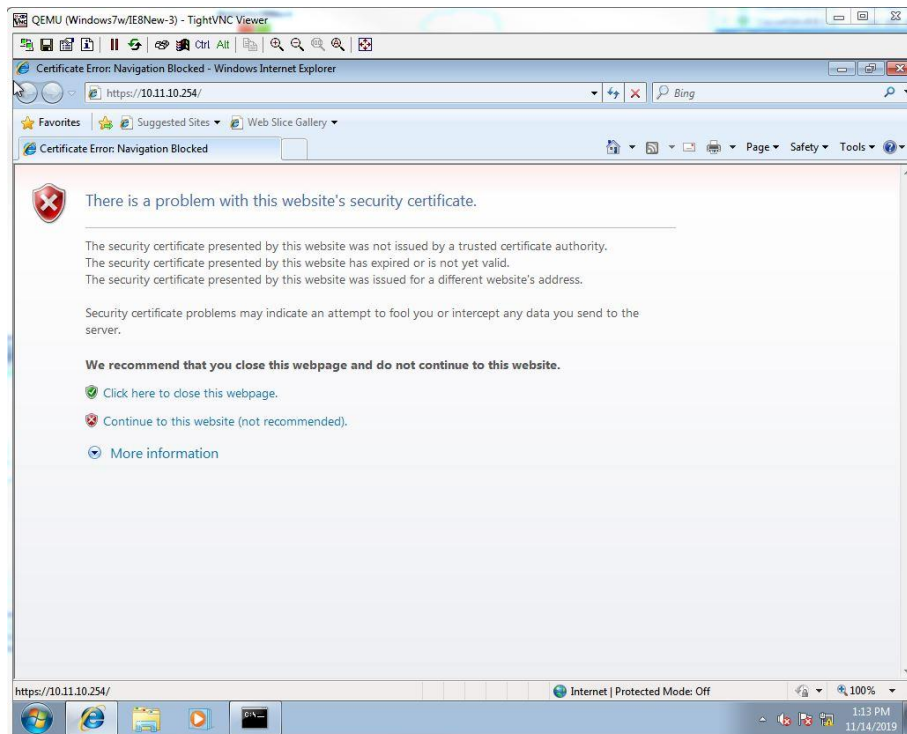 QEMU (Windows7w/IE8New-3) - TightVNC Viewer
Ctrl Alt
Certificate Error: Navigation Blocked - Windows Internet Explorer
https://10.11.10.254/
Bing
Favorites
Suggested Sites
Web Slice Gallery
Certificate Error: Navigation Blocked
Page Safety Tools
There is a problem with this website's security certificate.
The security certificate presented by this website was not issued by a trusted certificate authority.
The security certificate presented by this website has expired or is not yet valid.
The security certificate presented by this website was issued for a different website's address.
Security certificate problems may indicate an attempt to fool you or intercept any data you send to the
server.
We recommend that you close this webpage and do not continue to this website.
Click here to close this webpage.
Continue to this website (not recommended).
More information
https://10.11.10.254/
Internet | Protected Mode: Off
100%
1:13 PM
11/14/2019